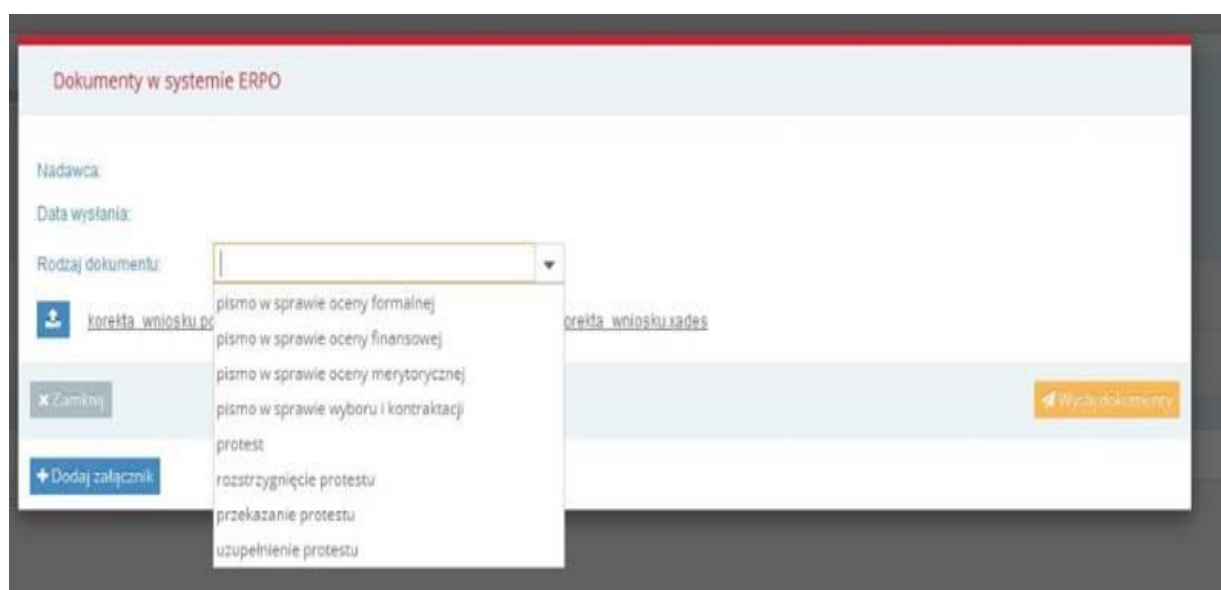 Dokumenty w systemie ERPO
Nadawca:
Data wysłania:
Rodzaj dokumentu:
korekta_wniosku.pd orekta_wniosku.xades
pismo w sprawie oceny formalnej
pismo w sprawie oceny finansowej
pismo w sprawie oceny merytorycznej
pismo w sprawie wyboru i kontraktacji
protest
rozstrzygnięcie protestu
przekazanie protestu
uzupełnienie protestu
Zamknij
Wyślij dokumenty
Dodaj załącznik